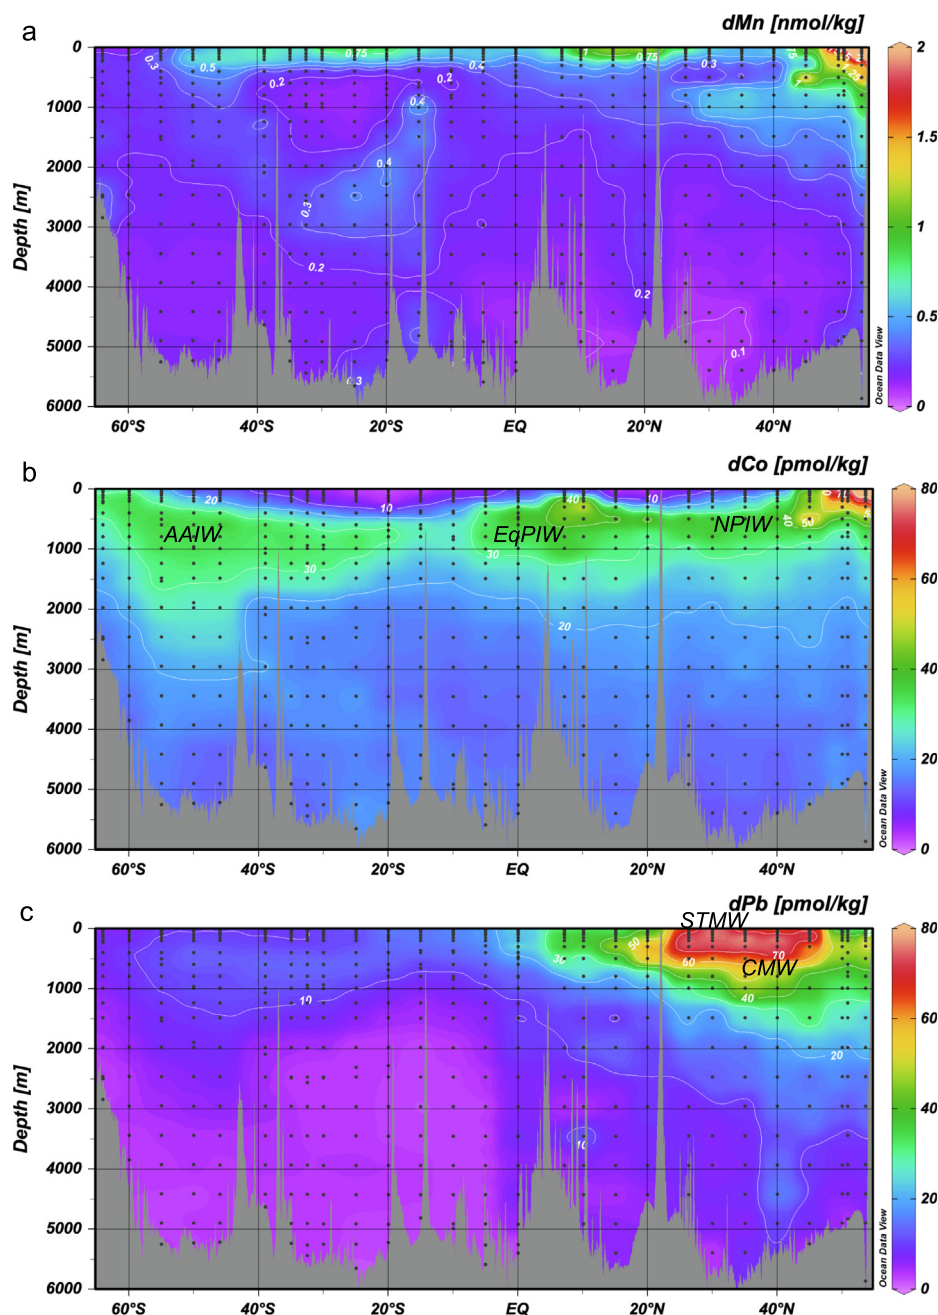 a
dMn [nmol/kg]
Depth [m]
0
1000
2000
3000
4000
5000
6000
60°S
40°S
20°S
EQ
20°N
40°N
0.3
0.5
0.75
0.2
0.2
0.4
0.4
0.4
0.3
0.2
0.3
1
0.75
0.3
0.2
0.1
Ocean Data View
2
1.5
1
0.5
0
b
dCo [pmol/kg]
Depth [m]
0
1000
2000
3000
4000
5000
6000
60°S
40°S
20°S
EQ
20°N
40°N
AAIW
EqPIW
NPIW
20
10
30
40
30
10
20
40
50
Ocean Data View
80
60
40
20
0
c
dPb [pmol/kg]
STMW
CMW
Depth [m]
0
1000
2000
3000
4000
5000
6000
60°S
40°S
20°S
EQ
20°N
40°N
10
30
50
60
70
40
20
10
Ocean Data View
80
60
40
20
0